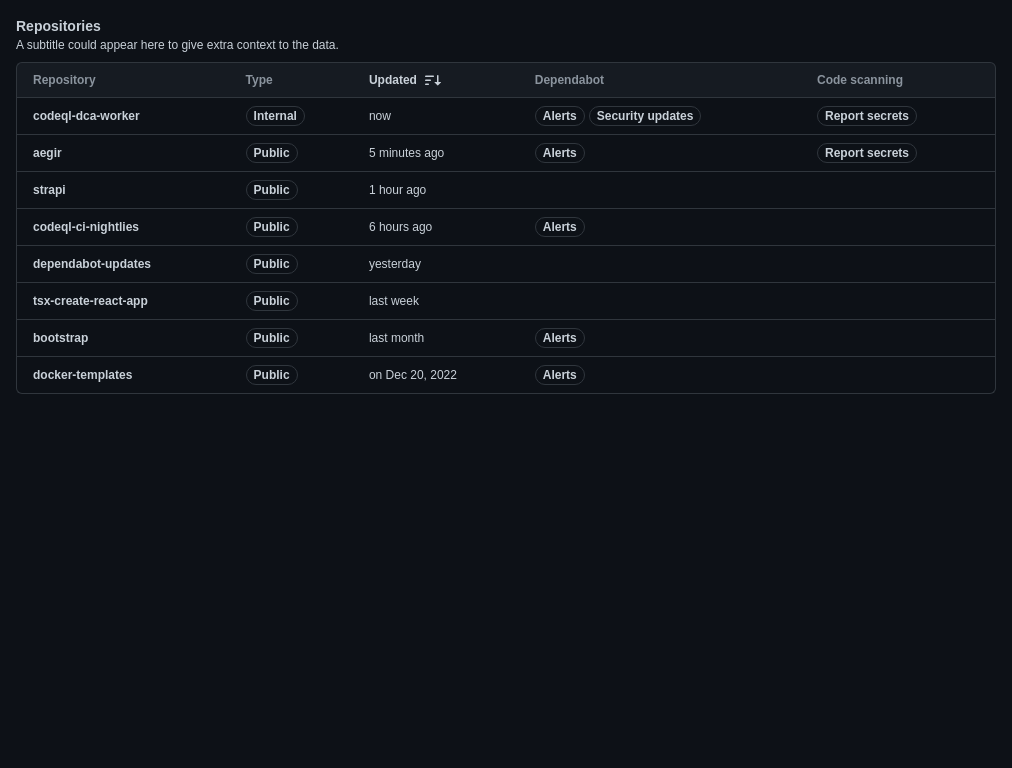 Repositories
A subtitle could appear here to give extra context to the data.
Repository Type Updated Dependabot Code scanning
codeql-dca-worker Internal now Alerts Security updates Report secrets
aegir Public 5 minutes ago Alerts Report secrets
strapi Public 1 hour ago
codeql-ci-nightlies Public 6 hours ago Alerts
dependabot-updates Public yesterday
tsx-create-react-app Public last week
bootstrap Public last month Alerts
docker-templates Public on Dec 20, 2022 Alerts